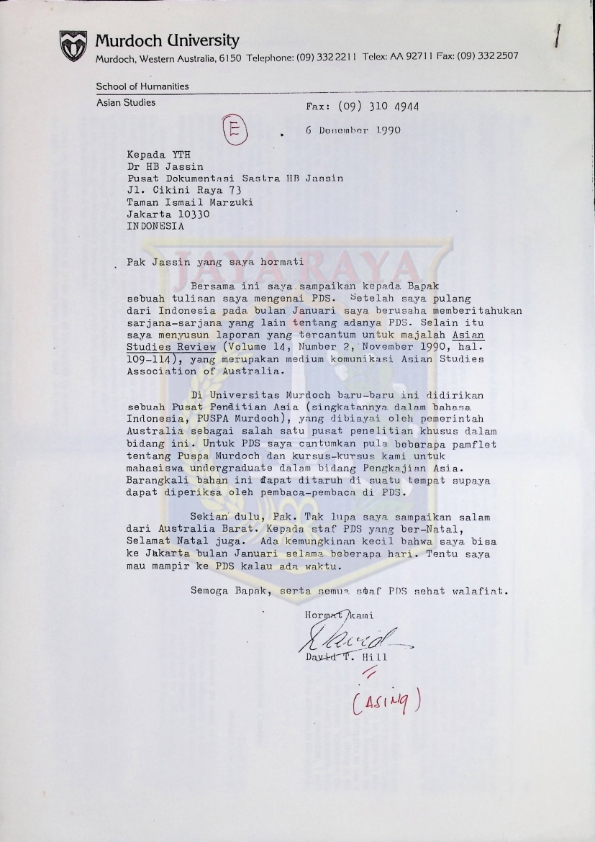 Murdoch University
Murdoch, Western Australia, 6150 Telephone: (09) 332 2211 Telex: AA 92711 Fax: (09) 332 2507
School of Humanities
Asian Studies
Fax: (09) 310 4944
E
6 Desember 1990
Kepada YTH
Dr HB Jassin
Pusat Dokumentasi Sastra HB Jassin
Jl. Cikini Raya 73
Taman Ismail Marzuki
Jakarta 10330
INDONESIA
Pak Jassin yang saya hormati
JAYA RAYA
Bersama ini saya sampaikan kepada Bapak
sebuah tulisan saya mengenai PDS. Setelah saya pulang
dari Indonesia pada bulan Januari saya berusaha memberitahukan
sarjana-sarjana yang lain tentang adanya PDS. Selain itu
saya menyusun laporan yang tercantum untuk majalah Asian
Studies Review (Volume 14, Number 2, November 1990, hal.
109-114), yang merupakan medium komunikasi Asian Studies
Association of Australia.
Di Universitas Murdoch baru-baru ini didirikan
sebuah Pusat Penditian Asia (singkatannya dalam bahasa
Indonesia, PUSPA Murdoch), yang dibiayai oleh pemerintah
Australia sebagai salah satu pusat penelitian khusus dalam
bidang ini. Untuk PDS saya cantumkan pula beberapa pamflet
tentang Puspa Murdoch dan kursus-kursus kami untuk
mahasiswa undergraduate dalam bidang Pengkajian Asia.
Barangkali bahan ini dapat ditaruh di suatu tempat supaya
dapat diperiksa oleh pembaca-pembaca di PDS.
Sekian dulu, Pak. Tak lupa saya sampaikan salam
dari Australia Barat. Kepada staf PDS yang ber-Natal,
Selamat Natal juga. Ada kemungkinan kecil bahwa saya bisa
ke Jakarta bulan Januari selama beberapa hari. Tentu saya
mau mampir ke PDS kalau ada waktu.
Semoga Bapak, serta semua staf PDS sehat walafiat.
Hormat kami
David
David T. Hill
(ASING)